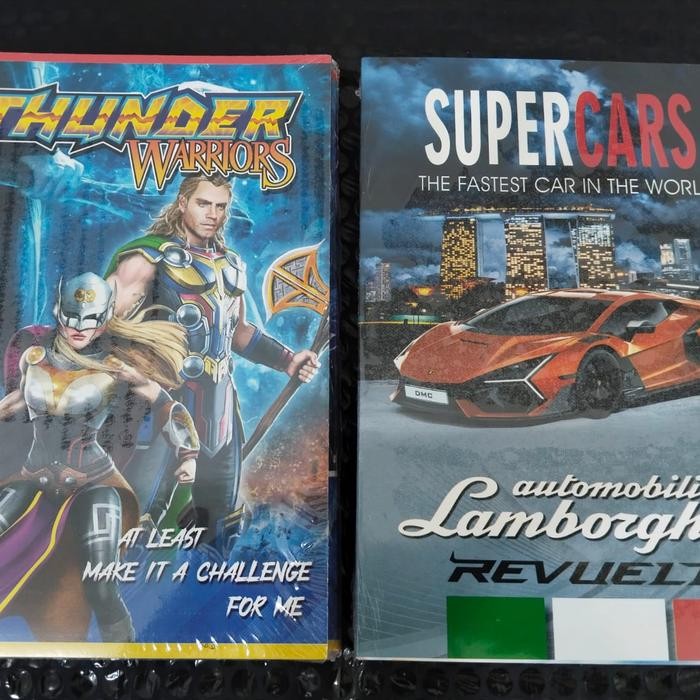 THUNDER
WARRIORS
AT LEAST
MAKE IT A CHALLENGE
FOR ME
SUPERCARS
THE FASTEST CAR IN THE WORL
DMC
automobili
Lamborgh
REVUELT